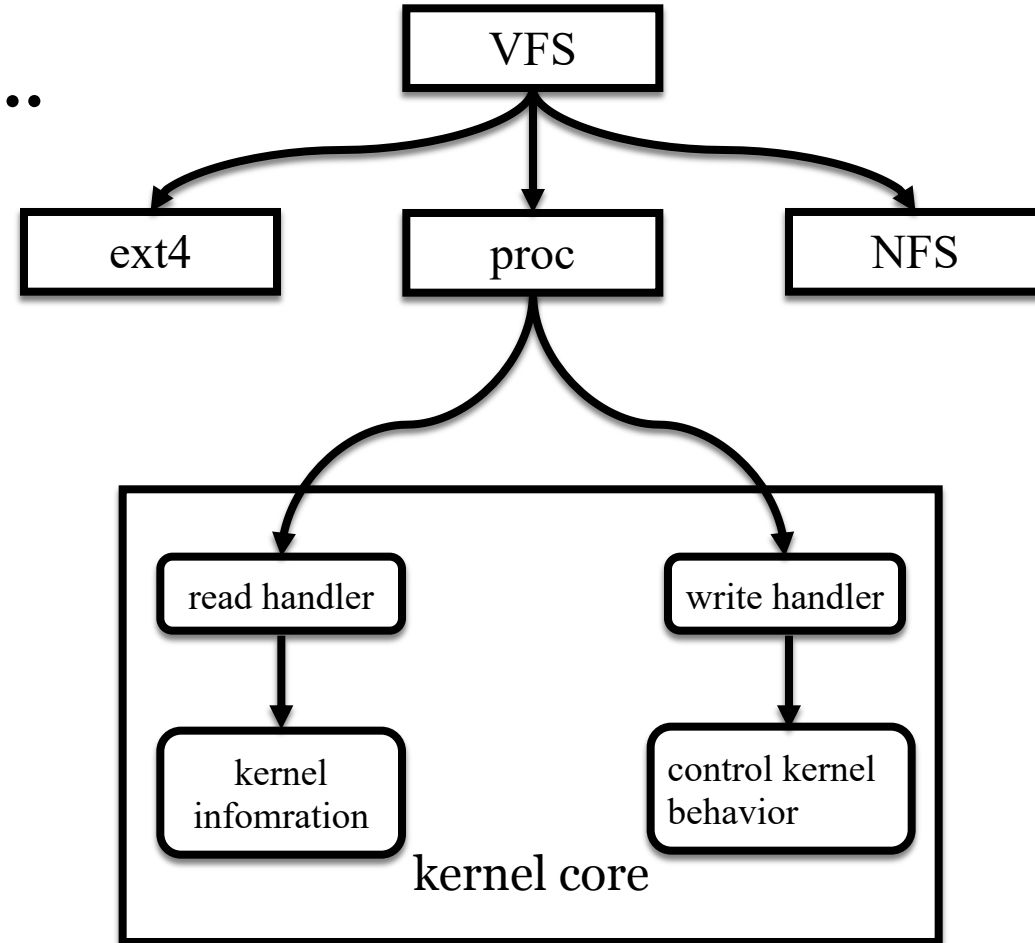 VFS
..
ext4
proc
NFS
read handler
write handler
kernel
infomration
control kernel
behavior
kernel core